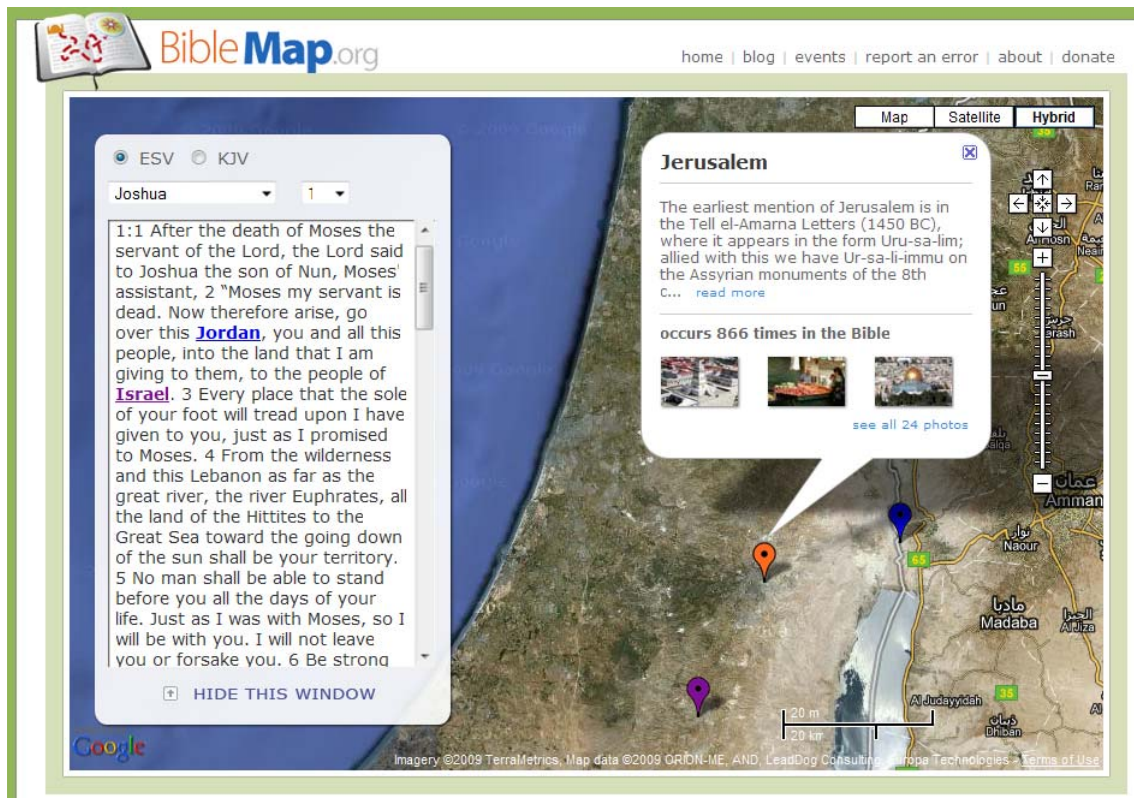 BibleMap.org
home | blog | events | report an error | about | donate
Map
Satellite
Hybrid
ESV
KJV
Joshua
1
1:1 After the death of Moses the
servant of the Lord, the Lord said
to Joshua the son of Nun, Moses'
assistant, 2 “Moses my servant is
dead. Now therefore arise, go
over this Jordan, you and all this
people, into the land that I am
giving to them, to the people of
Israel. 3 Every place that the sole
of your foot will tread upon I have
given to you, just as I promised
to Moses. 4 From the wilderness
and this Lebanon as far as the
great river, the river Euphrates, all
the land of the Hittites to the
Great Sea toward the going down
of the sun shall be your territory.
5 No man shall be able to stand
before you all the days of your
life. Just as I was with Moses, so I
will be with you. I will not leave
you or forsake you. 6 Be strong
HIDE THIS WINDOW
Jerusalem
The earliest mention of Jerusalem is in
the Tell el-Amarna Letters (1450 BC),
where it appears in the form Uru-sa-lim;
allied with this we have Ur-sa-li-immu on
the Assyrian monuments of the 8th
c... read more
occurs 866 times in the Bible
see all 24 photos
35
55
عمان
Amman
ناعور
Naour
65
مادبا
Madaba
الجيزا
Al Jiza
Al Judayyidah
35
ذيبان
Dhiban
20 m
20 km
Google
Imagery ©2009 TerraMetrics, Map data ©2009 ORION-ME, AND, LeadDog Consulting, Europa Technologies - Terms of Use